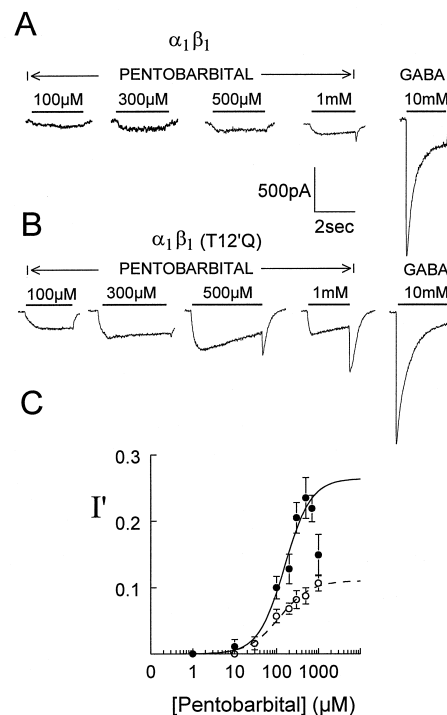 A
α₁β₁
PENTOBARBITAL
GABA
100µM 300µM 500µM 1mM 10mM
500pA
2sec
B
α₁β₁ (T12'Q)
PENTOBARBITAL
GABA
100µM 300µM 500µM 1mM 10mM
C
0.3
0.2
0.1
I'
0 1 10 100 1000
[Pentobarbital] (µM)